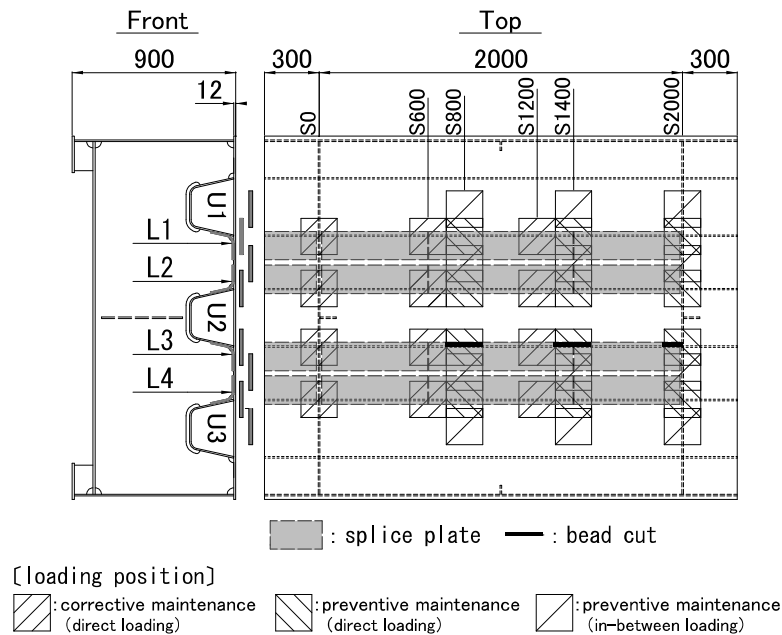 Front
Top
900
300
2000
300
12
S0
S600
S800
S1200
S1400
S2000
U1
L1
L2
U2
L3
L4
U3
: splice plate
: bead cut
[loading position]
: corrective maintenance
(direct loading)
: preventive maintenance
(direct loading)
: preventive maintenance
(in-between loading)